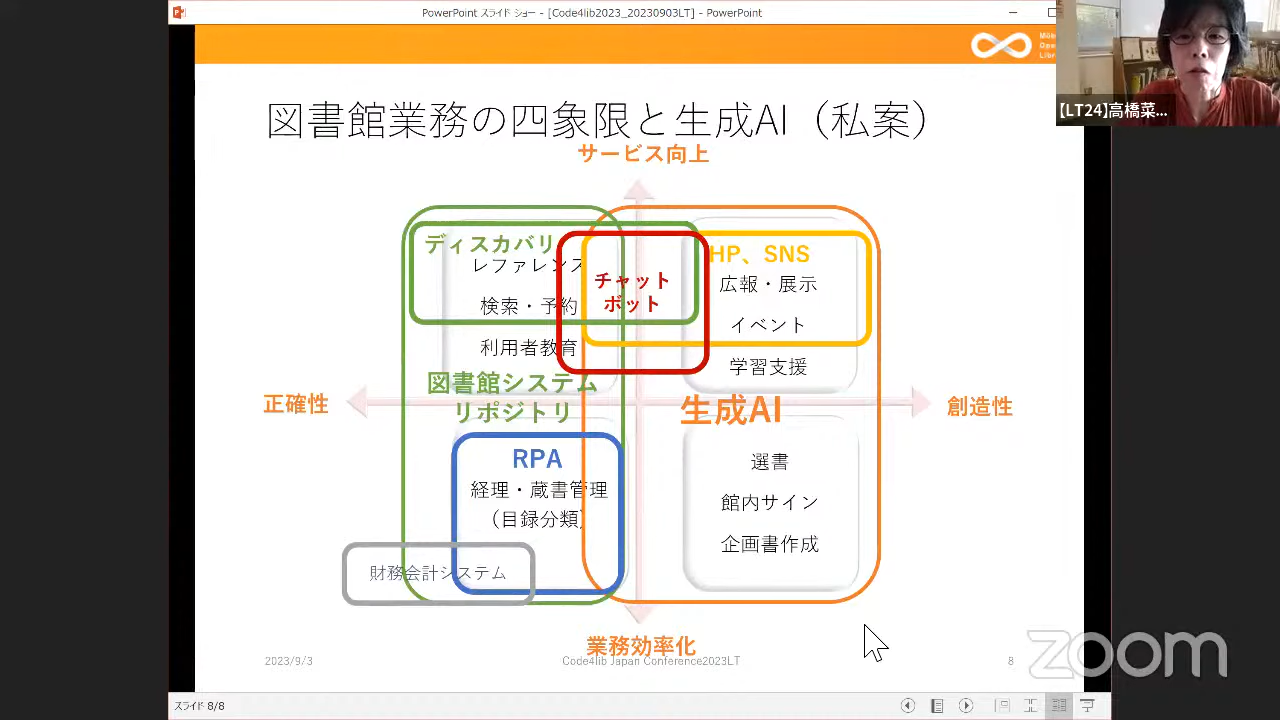 PowerPoint スライド ショー - [Code4lib2023_20230903LT] - PowerPoint
【LT24】高橋菜...
図書館業務の四象限と生成AI（私案）
サービス向上
ディスカバリ
レファレンス
検索・予約
利用者教育
チャット
ボット
HP、SNS
広報・展示
イベント
学習支援
図書館システム
リポジトリ
正確性
生成AI
創造性
RPA
経理・蔵書管理
（目録分類）
財務会計システム
選書
館内サイン
企画書作成
業務効率化
2023/9/3
Code4lib Japan Conference2023LT
8
zoom
スライド 8/8